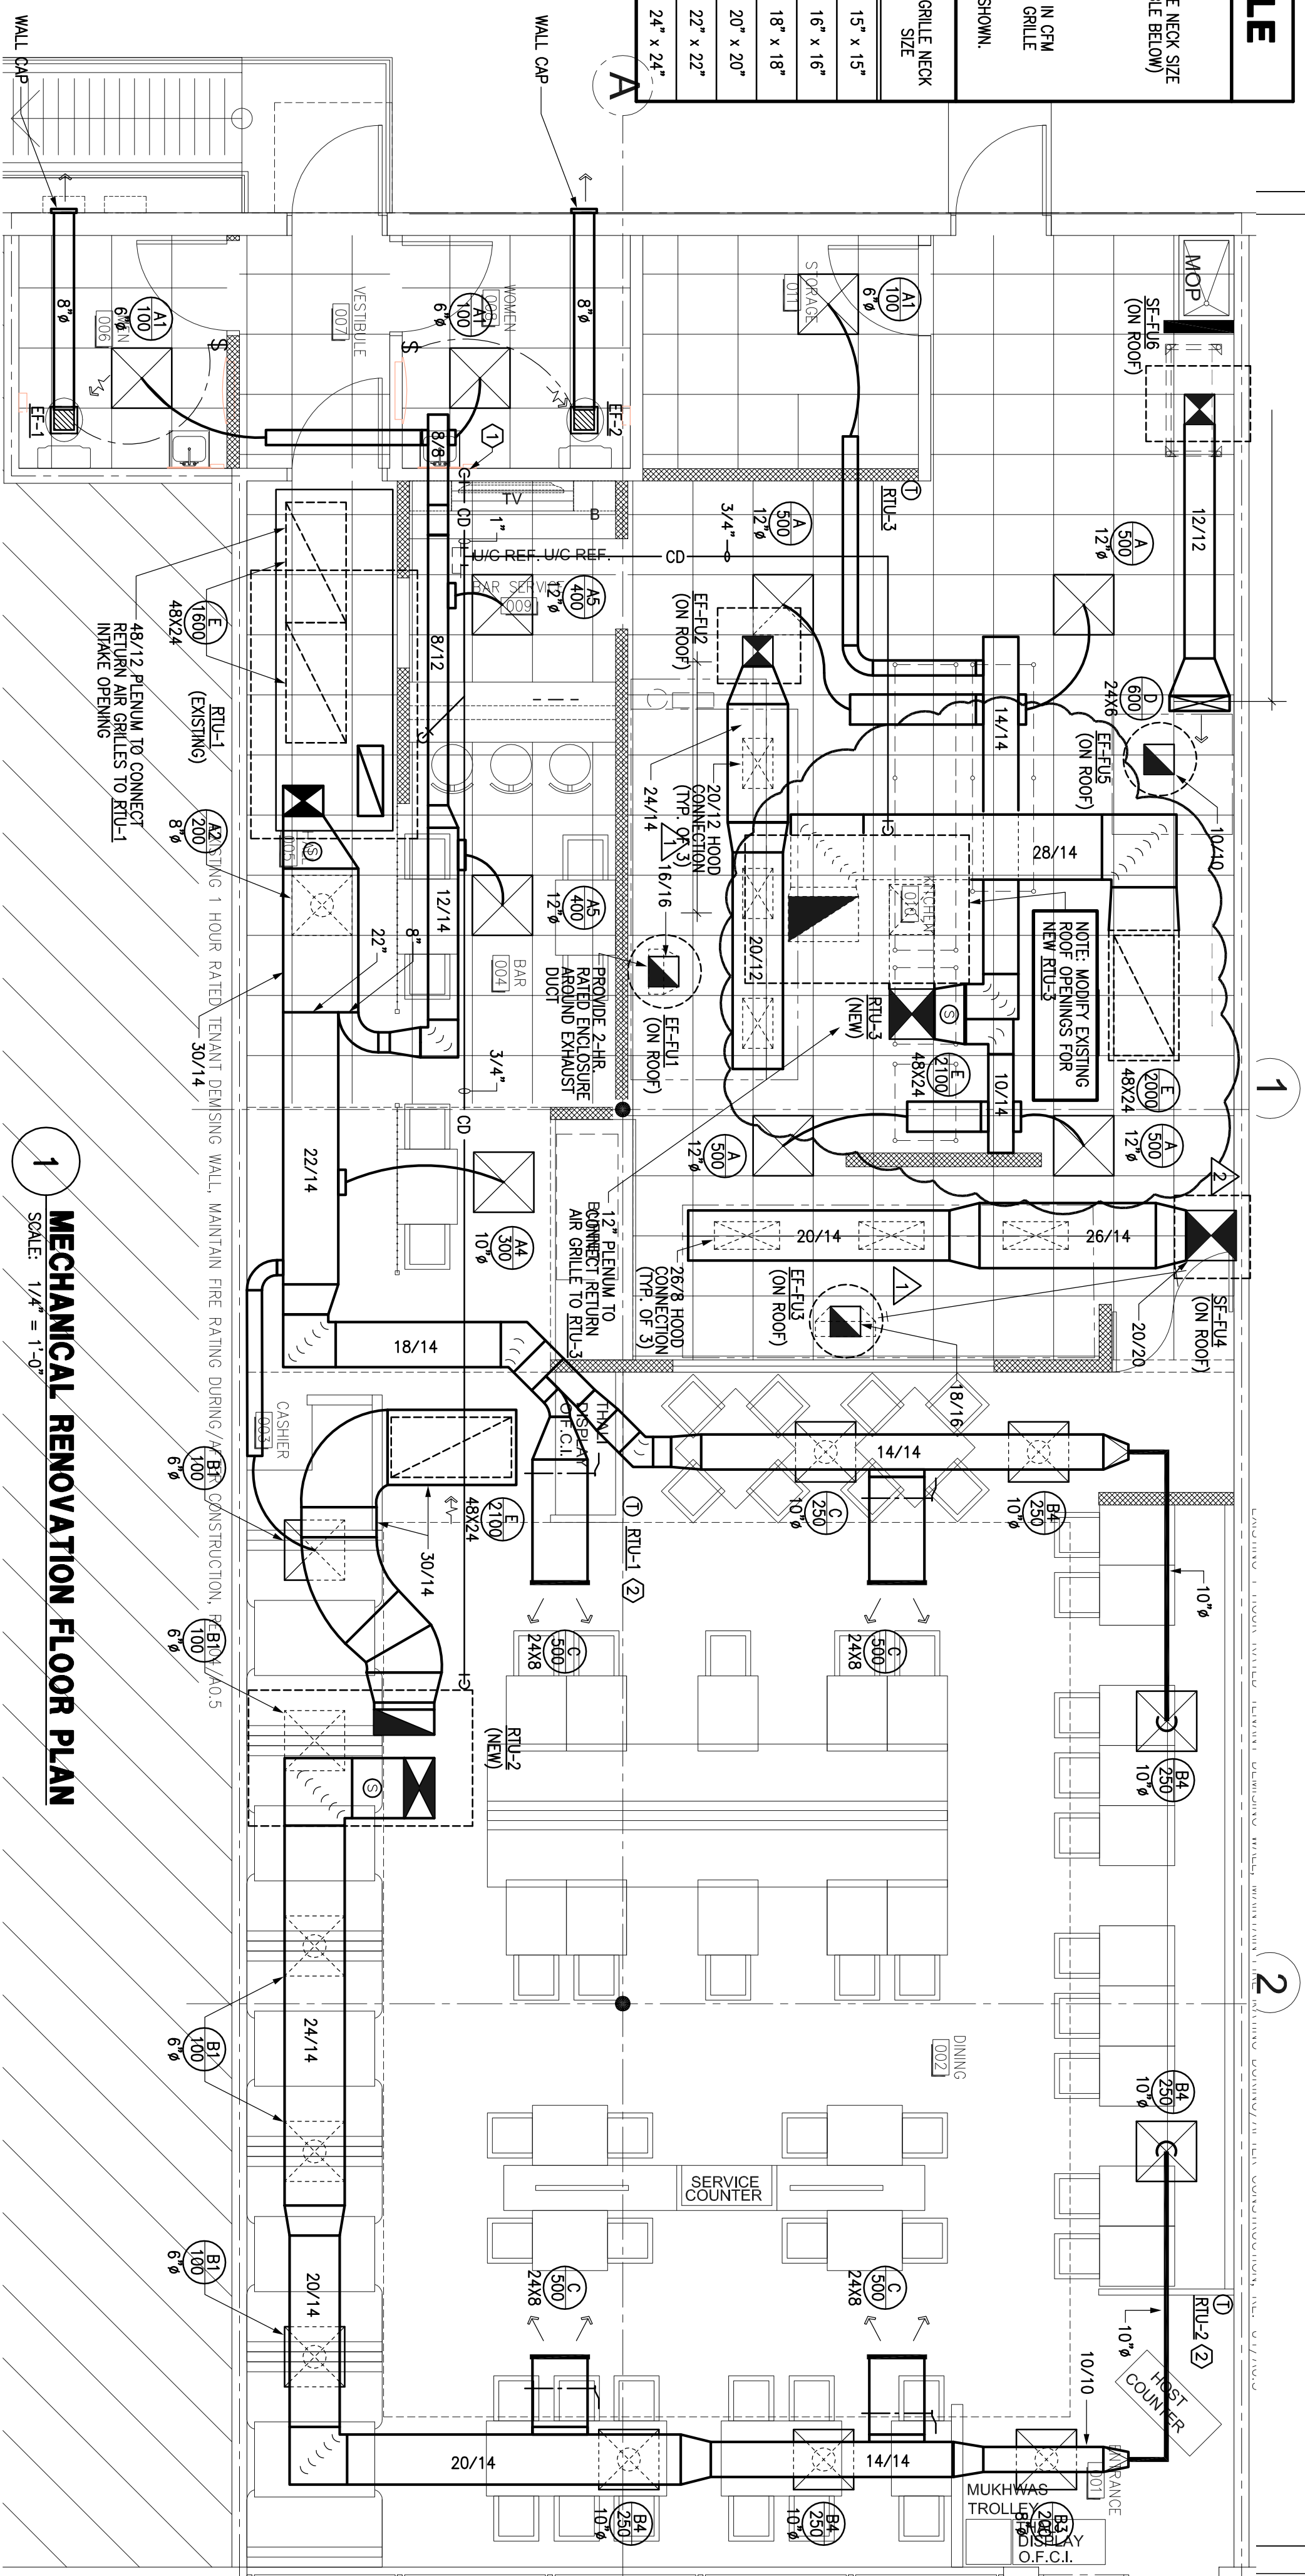 LE
E NECK SIZE
LE BELOW)
IN CFM
GRILLE
SHOWN.
GRILLE NECK
SIZE
15" x 15"
16" x 16"
18" x 18"
20" x 20"
22" x 22"
24" x 24"
A
1
2
WALL CAP
WALL CAP
MOP
SF-FU6
(ON ROOF)
12/12
A
500
12"ø
D
600
24X6
EF-FU5
(ON ROOF)
10/10
STORAGE
011
A1
100
6"ø
T
RTU-3
A
500
12"ø
3/4"
CD
EF-FU2
(ON ROOF)
14/14
28/14
KITCHEN
010
NOTE: MODIFY EXISTING
ROOF OPENINGS FOR
NEW RTU-3
E
2000
48X24
A
500
12"ø
2
20/12 HOOD
CONNECTION
(TYP. OF 3)
24/14
1
16/16
20/12
RTU-3
(NEW)
S
E
2100
48X24
10/14
A
500
12"ø
EF-FU1
(ON ROOF)
PROVIDE 2-HR.
RATED ENCLOSURE
AROUND EXHAUST
DUCT
12" PLENUM TO
CONNECT RETURN
AIR GRILLE TO RTU-3
20/14
26/14
SF-FU4
(ON ROOF)
20/20
26/8 HOOD
CONNECTION
(TYP. OF 3)
EF-FU3
(ON ROOF)
1
18/16
8"ø
EF-2
WOMEN
008
A1
100
6"ø
S
VESTIBULE
007
MEN
006
A1
100
6"ø
S
8"ø
EF-1
8/8
1
TV
B
CD
1"
U/C REF. U/C REF.
BAR SERVICE
009
A5
400
12"ø
8/12
A5
400
12"ø
12/14
BAR
004
3/4"
CD
A4
300
10"ø
48/12 PLENUM TO CONNECT
RETURN AIR GRILLES TO RTU-1
INTAKE OPENING
E
1600
48X24
RTU-1
(EXISTING)
A2
200
8"ø
HALL
005
S
22"
8"
30/14
22/14
18/14
EXISTING 1 HOUR RATED TENANT DEMISING WALL, MAINTAIN FIRE RATING DURING/AFTER CONSTRUCTION, RE: 04/A0.5
CASHIER
003
THALI
DISPLAY
O.F.C.I.
B1
100
6"ø
E
2100
48X24
30/14
T
RTU-1
2
14/14
C
250
10"ø
B4
250
10"ø
C
500
24X8
C
500
24X8
10"ø
B4
250
10"ø
B1
100
6"ø
RTU-2
(NEW)
S
24/14
B1
100
6"ø
DINING
002
SERVICE
COUNTER
B4
250
10"ø
B1
100
6"ø
20/14
C
500
24X8
C
500
24X8
T
RTU-2
2
10"ø
HOST
COUNTER
10/10
ENTRANCE
001
20/14
14/14
B4
250
10"ø
B4
250
10"ø
B3
200
8"ø
MUKHWAS
TROLLEY
DISPLAY
O.F.C.I.
1
MECHANICAL RENOVATION FLOOR PLAN
SCALE: 1/4" = 1'-0"